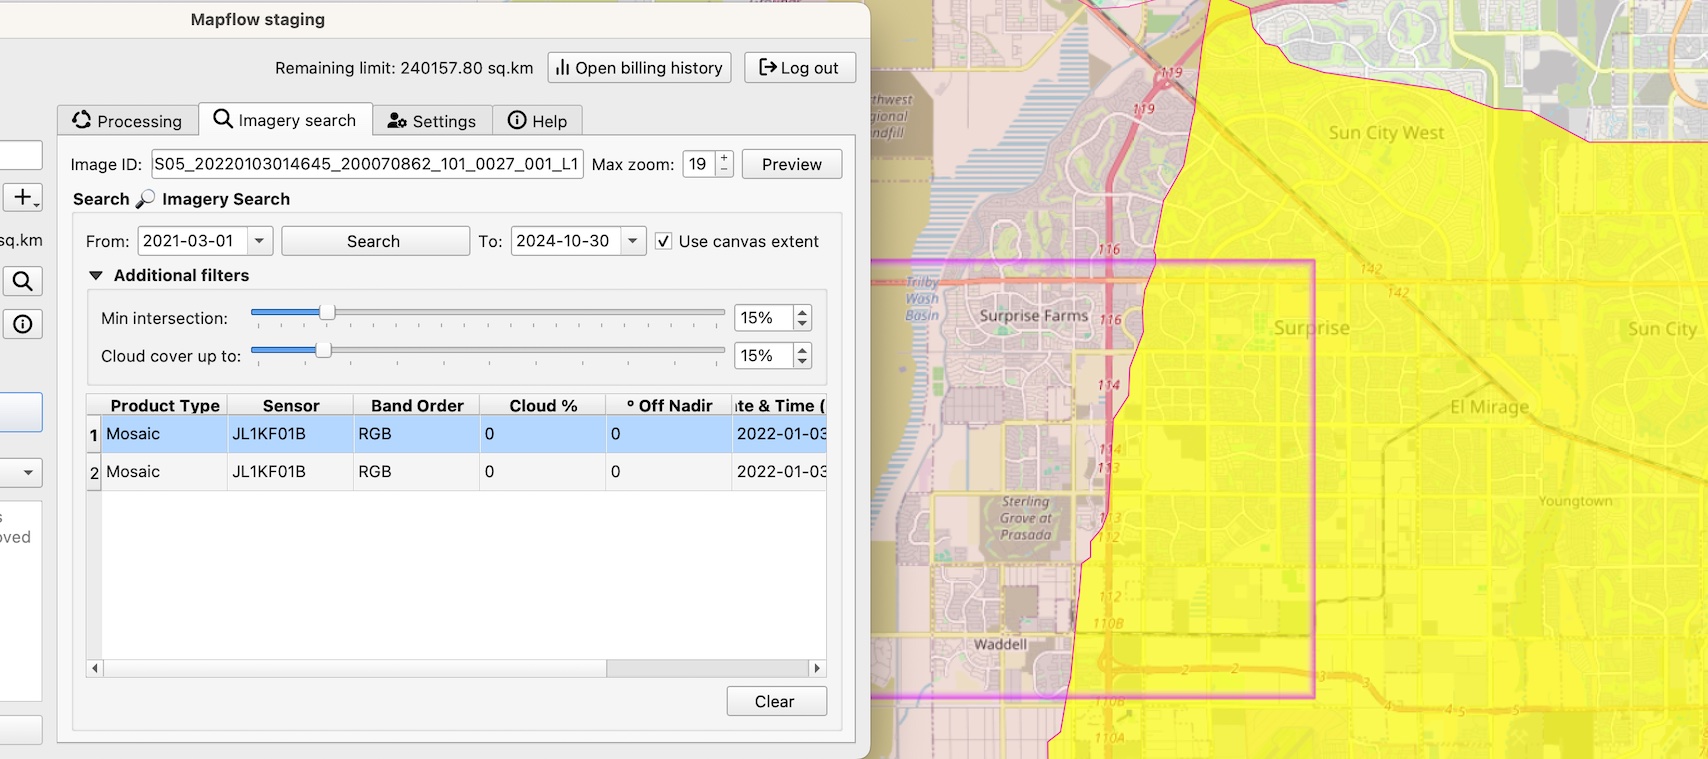 Mapflow staging
Remaining limit: 240157.80 sq.km
Open billing history
Log out
Processing
Imagery search
Settings
Help
Image ID:
S05_20220103014645_200070862_101_0027_001_L1
Max zoom:
19
Preview
Search
Imagery Search
From:
2021-03-01
Search
To:
2024-10-30
Use canvas extent
sq.km
Additional filters
Min intersection:
15%
Cloud cover up to:
15%
Product Type
Sensor
Band Order
Cloud %
° Off Nadir
te & Time (
1
Mosaic
JL1KF01B
RGB
0
0
2022-01-03
2
Mosaic
JL1KF01B
RGB
0
0
2022-01-03
s
oved
Clear
119
119
thwest
gional
ndfill
Sun City West
116
142
142
Trilby
Wash
Basin
Surprise Farms
116
Surprise
Sun City
114
El Mirage
114
113
Sterling
Grove at
Prasada
113
112
Youngtown
112
110B
Waddell
2
2
3
3
4
4
5
5
110B
110A